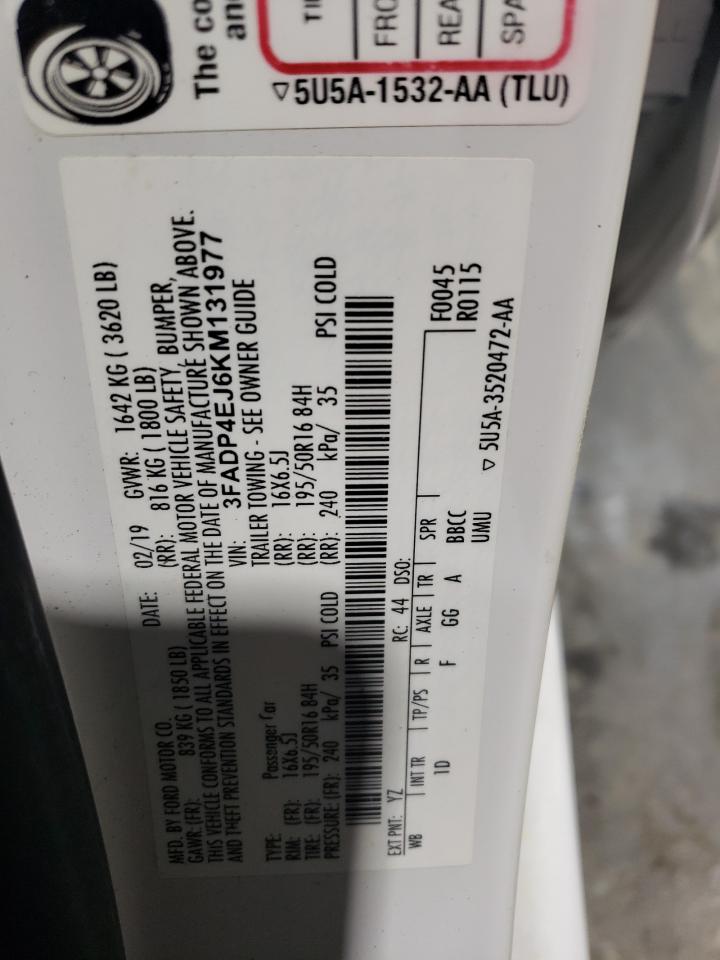 The co
an
TI
FRO
REA
SPA
▽5U5A-1532-AA (TLU)
MFD. BY FORD MOTOR CO. DATE: 02/19 GVWR: 1642 KG ( 3620 LB)
GAWR: (FR): 839 KG ( 1850 LB) (RR): 816 KG ( 1800 LB)
THIS VEHICLE CONFORMS TO ALL APPLICABLE FEDERAL MOTOR VEHICLE SAFETY, BUMPER,
AND THEFT PREVENTION STANDARDS IN EFFECT ON THE DATE OF MANUFACTURE SHOWN ABOVE.
VIN: 3FADP4EJ6KM131977
TYPE: Passenger Car TRAILER TOWING - SEE OWNER GUIDE
RIM: (FR): 16X6.5J (RR): 16X6.5J
TIRE: (FR): 195/50R16 84H (RR): 195/50R16 84H
PRESSURE: (FR): 240 kPa/ 35 PSI COLD (RR): 240 kPa/ 35 PSI COLD
EXT PNT: YZ RC: 44 DSO: F0045
WB INT TR TP/PS R AXLE TR SPR R0115
1D F GG A BBCC
UMU ▽ 5U5A-3520472-AA